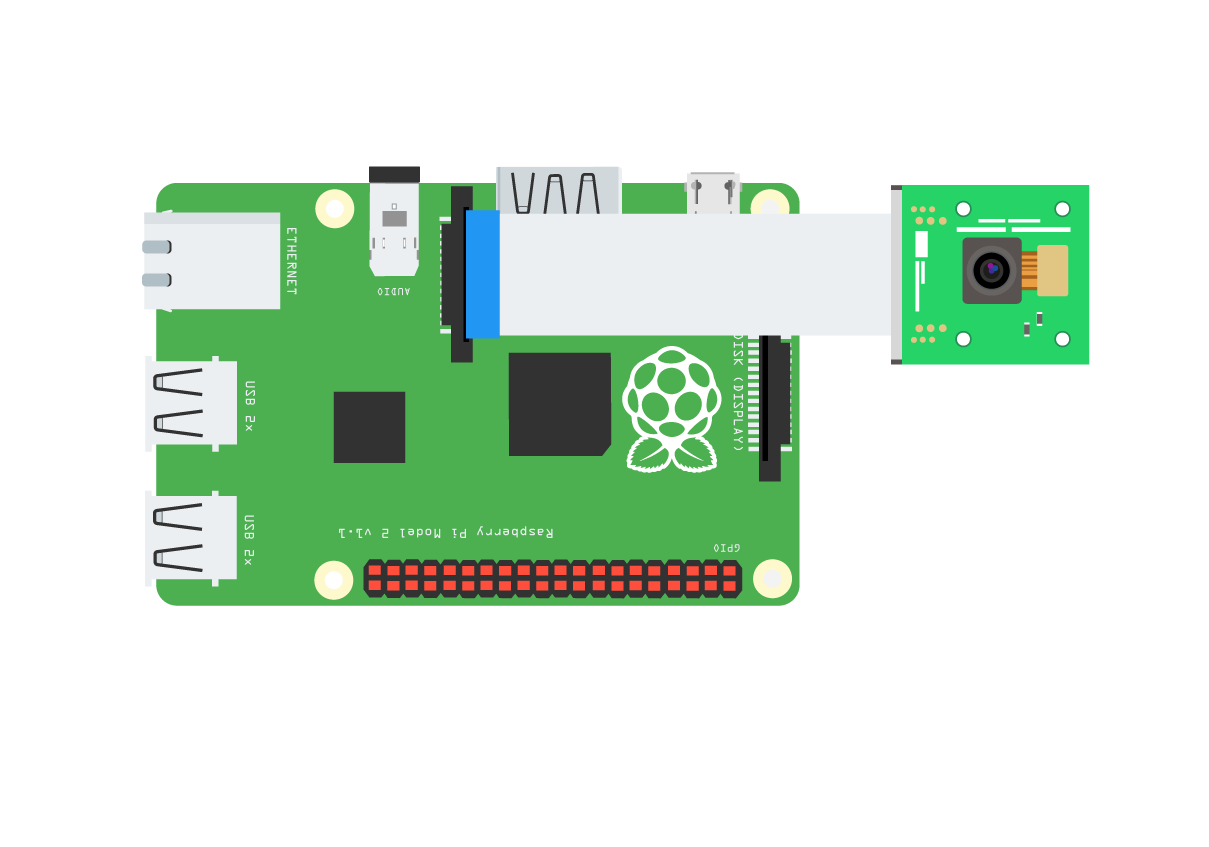 ETHERNET
AUDIO
USB 2x
DISK (DISPLAY)
USB 2x
Raspberry Pi Model 2 v1.1
GPIO